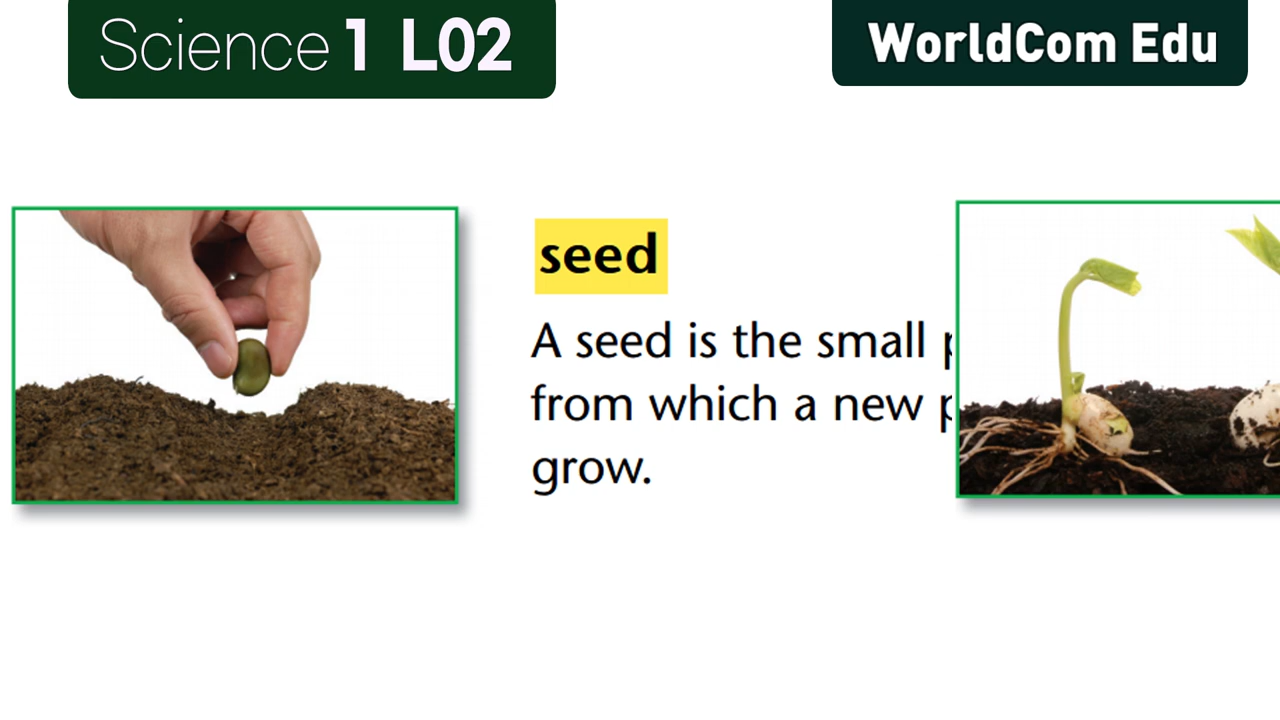 Science 1 L02
WorldCom Edu
seed
A seed is the small
from which a new
grow.